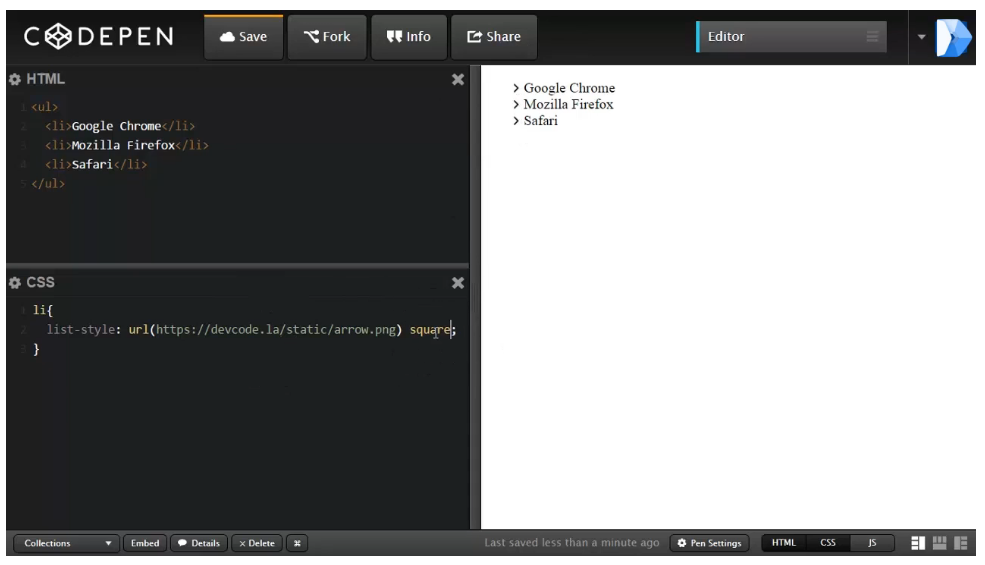 CODEPEN Save Fork Info Share Editor
HTML
1 <ul>
2 <li>Google Chrome</li>
3 <li>Mozilla Firefox</li>
4 <li>Safari</li>
5 </ul>
CSS
1 li{
2 list-style: url(https://devcode.la/static/arrow.png) square;
3 }
Google Chrome
Mozilla Firefox
Safari
Collections Embed Details × Delete ⌘ Last saved less than a minute ago Pen Settings HTML CSS JS